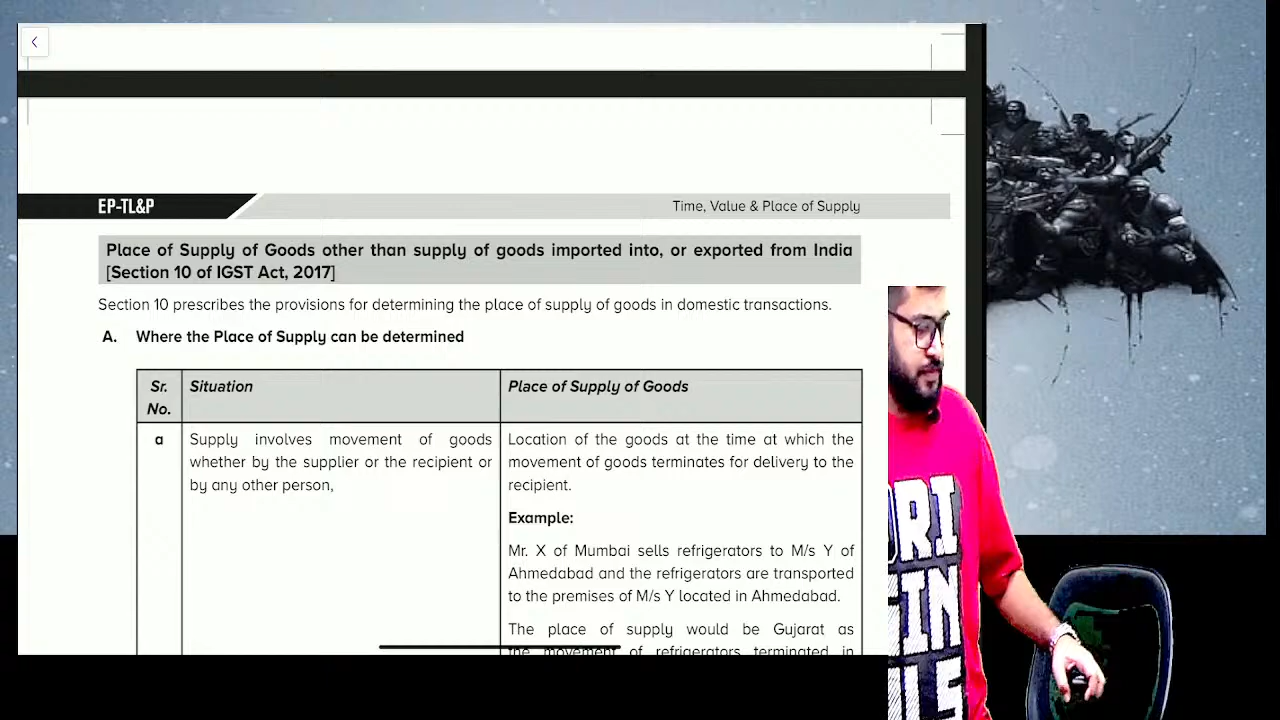 EP-TL&P
Time, Value & Place of Supply
Place of Supply of Goods other than supply of goods imported into, or exported from India
[Section 10 of IGST Act, 2017]
Section 10 prescribes the provisions for determining the place of supply of goods in domestic transactions.
A. Where the Place of Supply can be determined
Sr.
No.
Situation
Place of Supply of Goods
a
Supply involves movement of goods
whether by the supplier or the recipient or
by any other person,
Location of the goods at the time at which the
movement of goods terminates for delivery to the
recipient.
Example:
Mr. X of Mumbai sells refrigerators to M/s Y of
Ahmedabad and the refrigerators are transported
to the premises of M/s Y located in Ahmedabad.
The place of supply would be Gujarat as
the movement of refrigerators terminated in